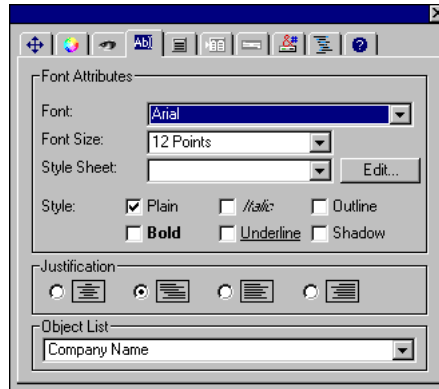 Abl
Font Attributes
Font: Arial
Font Size: 12 Points
Style Sheet: Edit...
Style: Plain Italic Outline
Bold Underline Shadow
Justification
Object List
Company Name